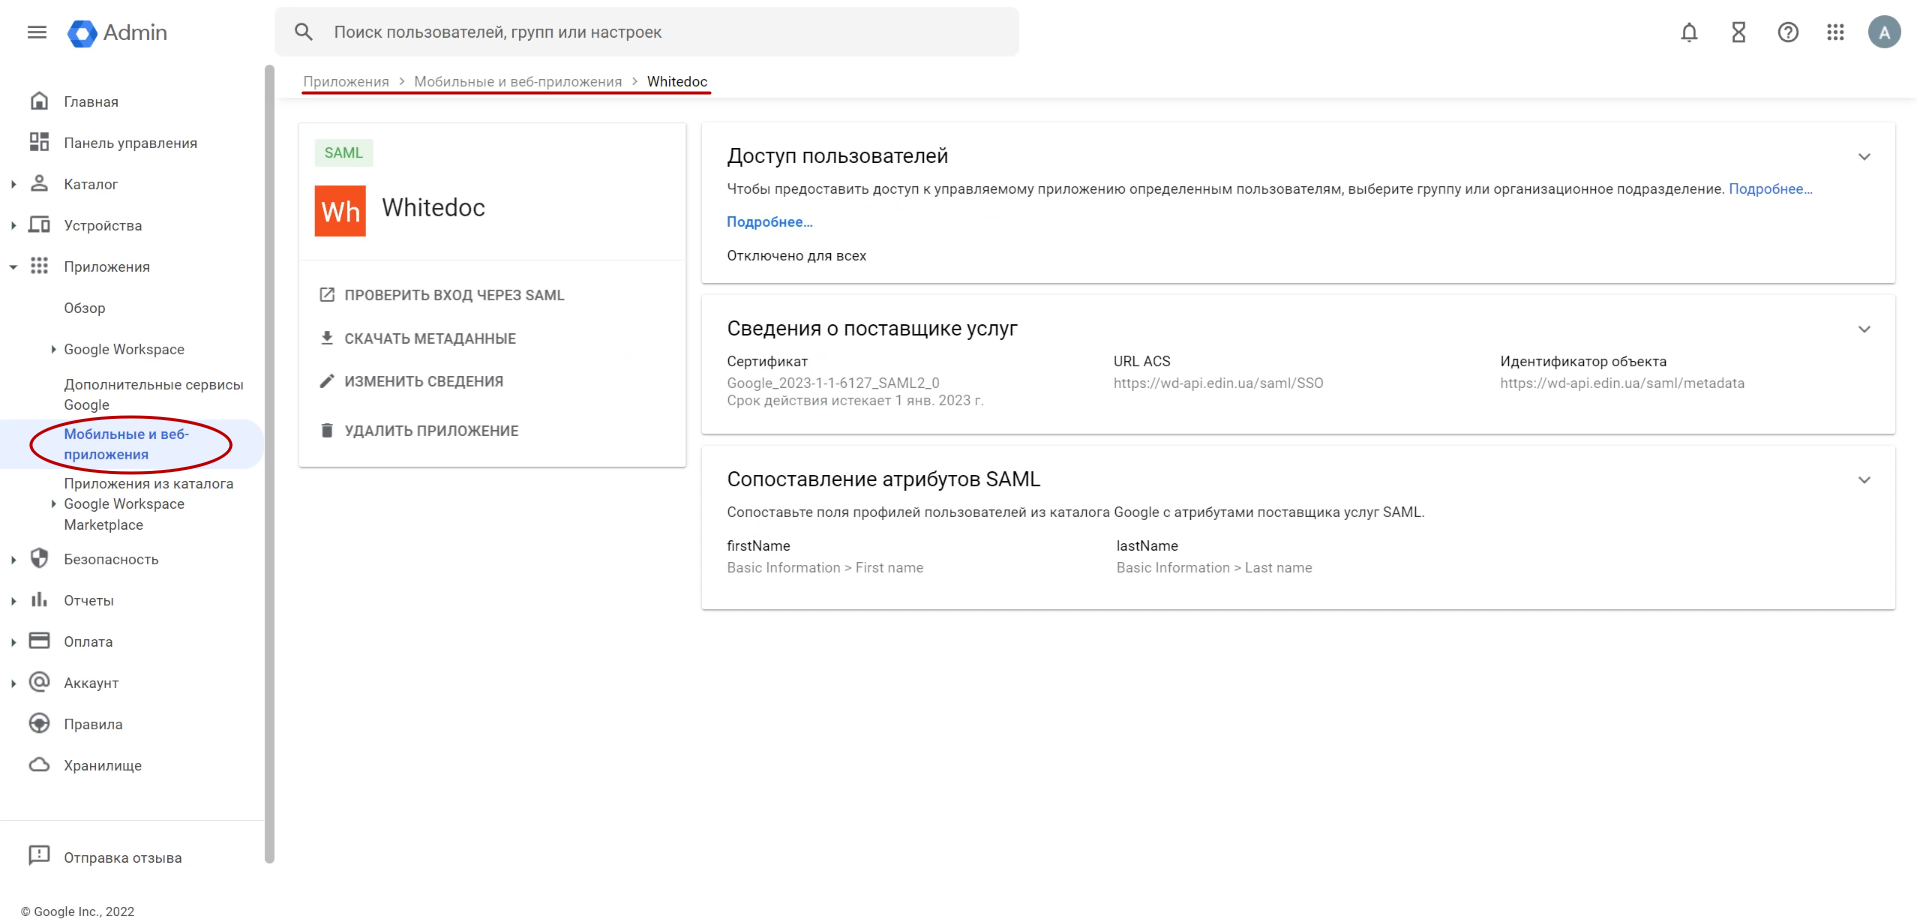 Admin
Поиск пользователей, групп или настроек
A
Приложения > Мобильные и веб-приложения > Whitedoc
Главная
Панель управления
Каталог
Устройства
Приложения
Обзор
Google Workspace
Дополнительные сервисы
Google
Мобильные и веб-
приложения
Приложения из каталога
Google Workspace
Marketplace
Безопасность
Отчеты
Оплата
Аккаунт
Правила
Хранилище
Отправка отзыва
© Google Inc., 2022
SAML
Wh Whitedoc
ПРОВЕРИТЬ ВХОД ЧЕРЕЗ SAML
СКАЧАТЬ МЕТАДАННЫЕ
ИЗМЕНИТЬ СВЕДЕНИЯ
УДАЛИТЬ ПРИЛОЖЕНИЕ
Доступ пользователей
Чтобы предоставить доступ к управляемому приложению определенным пользователям, выберите группу или организационное подразделение. Подробнее...
Подробнее...
Отключено для всех
Сведения о поставщике услуг
Сертификат URL ACS Идентификатор объекта
Google_2023-1-1-6127_SAML2_0 https://wd-api.edin.ua/saml/SSO https://wd-api.edin.ua/saml/metadata
Срок действия истекает 1 янв. 2023 г.
Сопоставление атрибутов SAML
Сопоставьте поля профилей пользователей из каталога Google с атрибутами поставщика услуг SAML.
firstName lastName
Basic Information > First name Basic Information > Last name